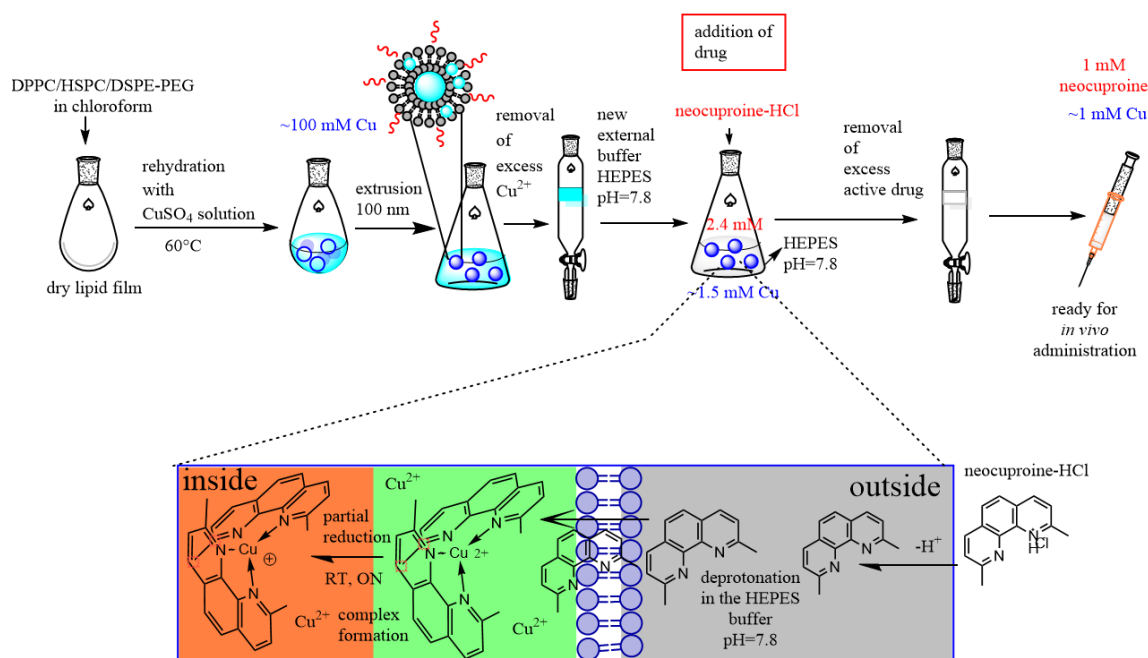 DPPC/HSPC/DSPE-PEG
in chloroform
dry lipid film
rehydration
with
CuSO4 solution
60°C
~100 mM Cu
extrusion
100 nm
removal
of
excess
Cu2+
new
external
buffer
HEPES
pH=7.8
addition of
drug
neocuproine-HCl
2.4 mM
~1.5 mM Cu
HEPES
pH=7.8
removal
of
excess
active drug
1 mM
neocuproine
~1 mM Cu
ready for
in vivo
administration
inside
Cu
⊕
N
N
N
partial
reduction
RT, ON
Cu2+ complex
formation
Cu2+
N
N
Cu 2+
N
N
Cu2+
N
N
outside
N
N
deprotonation
in the HEPES
buffer
pH=7.8
N
N
-H+
neocuproine-HCl
N
N
H
Cl